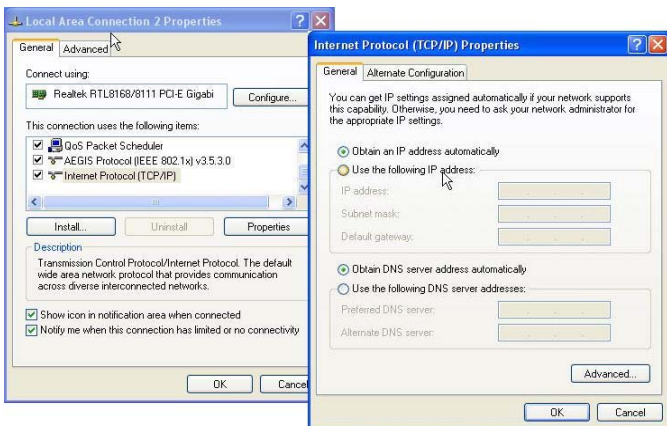 Local Area Connection 2 Properties
General Advanced
Connect using:
Realtek RTL8168/8111 PCI-E Gigabi
Configure...
This connection uses the following items:
QoS Packet Scheduler
AEGIS Protocol (IEEE 802.1x) v3.5.3.0
Internet Protocol (TCP/IP)
Install... Uninstall Properties
Description
Transmission Control Protocol/Internet Protocol. The default
wide area network protocol that provides communication
across diverse interconnected networks.
Show icon in notification area when connected
Notify me when this connection has limited or no connectivity
OK Cancel
Internet Protocol (TCP/IP) Properties
General Alternate Configuration
You can get IP settings assigned automatically if your network supports
this capability. Otherwise, you need to ask your network administrator for
the appropriate IP settings.
Obtain an IP address automatically
Use the following IP address:
IP address:
Subnet mask:
Default gateway:
Obtain DNS server address automatically
Use the following DNS server addresses:
Preferred DNS server:
Alternate DNS server:
Advanced...
OK Cancel